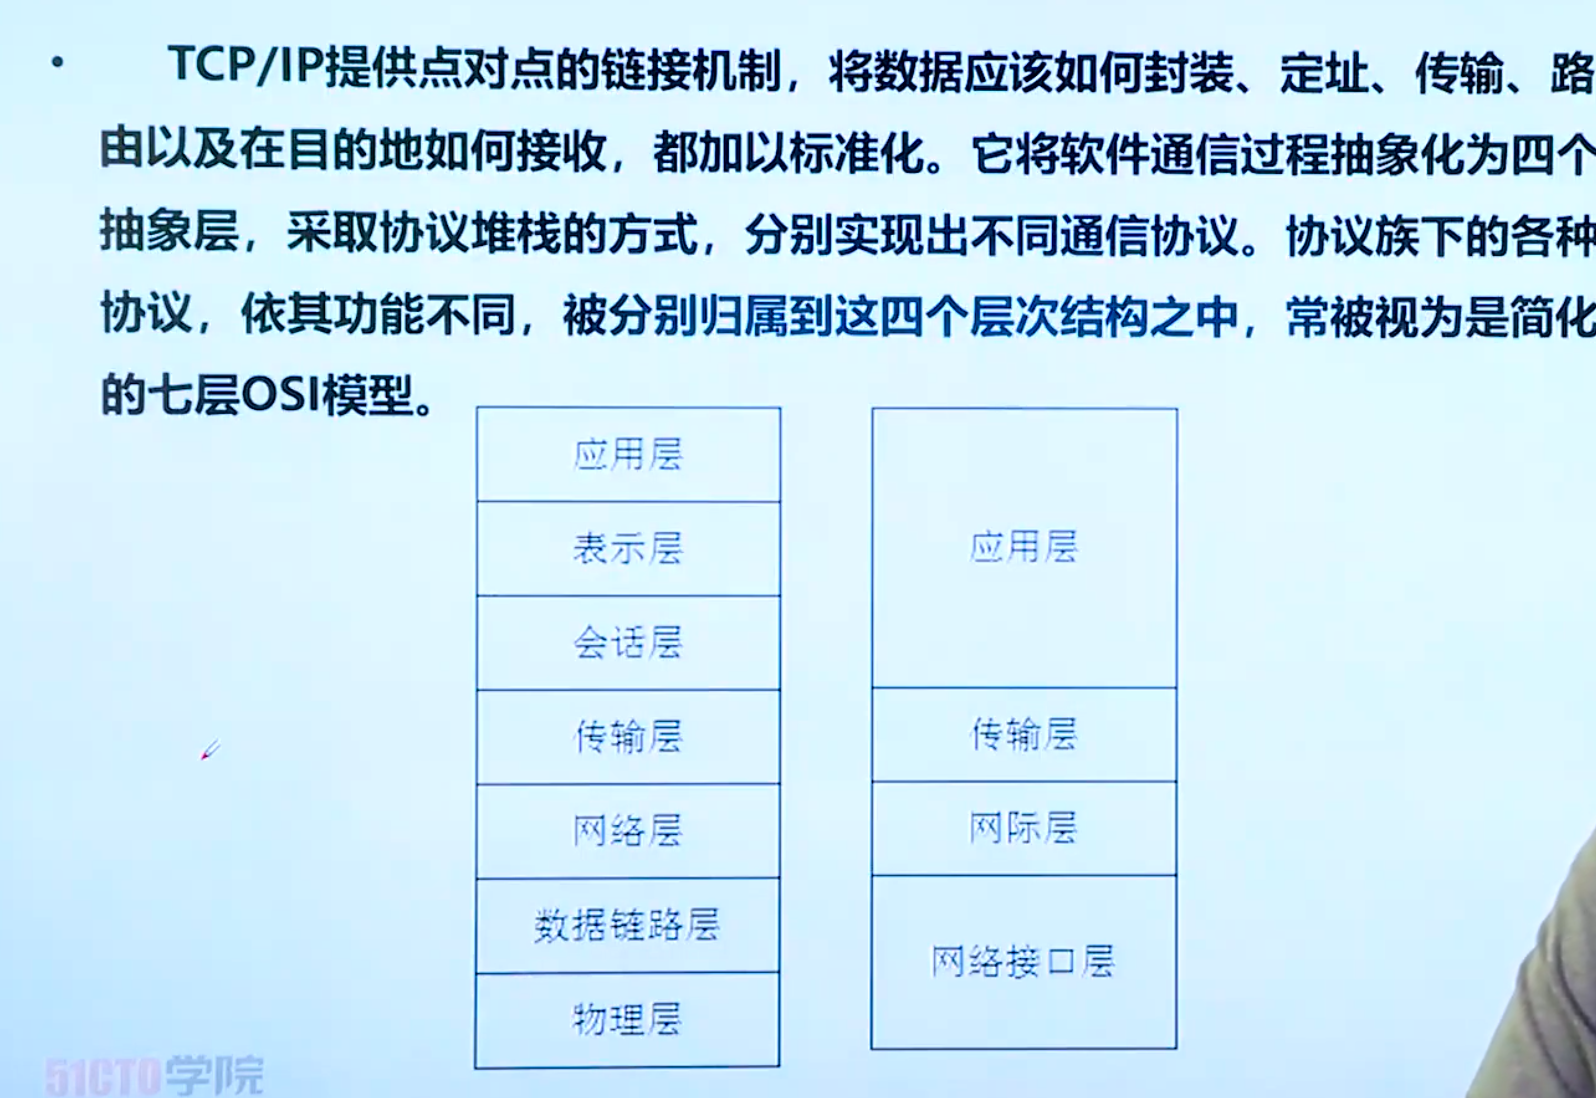 • TCP/IP提供点对点的链接机制，将数据应该如何封装、定址、传输、路
由以及在目的地如何接收，都加以标准化。它将软件通信过程抽象化为四个
抽象层，采取协议堆栈的方式，分别实现出不同通信协议。协议族下的各种
协议，依其功能不同，被分别归属到这四个层次结构之中，常被视为是简化
的七层OSI模型。
应用层
表示层
会话层
传输层
网络层
数据链路层
物理层
应用层
传输层
网际层
网络接口层
51CTO学院